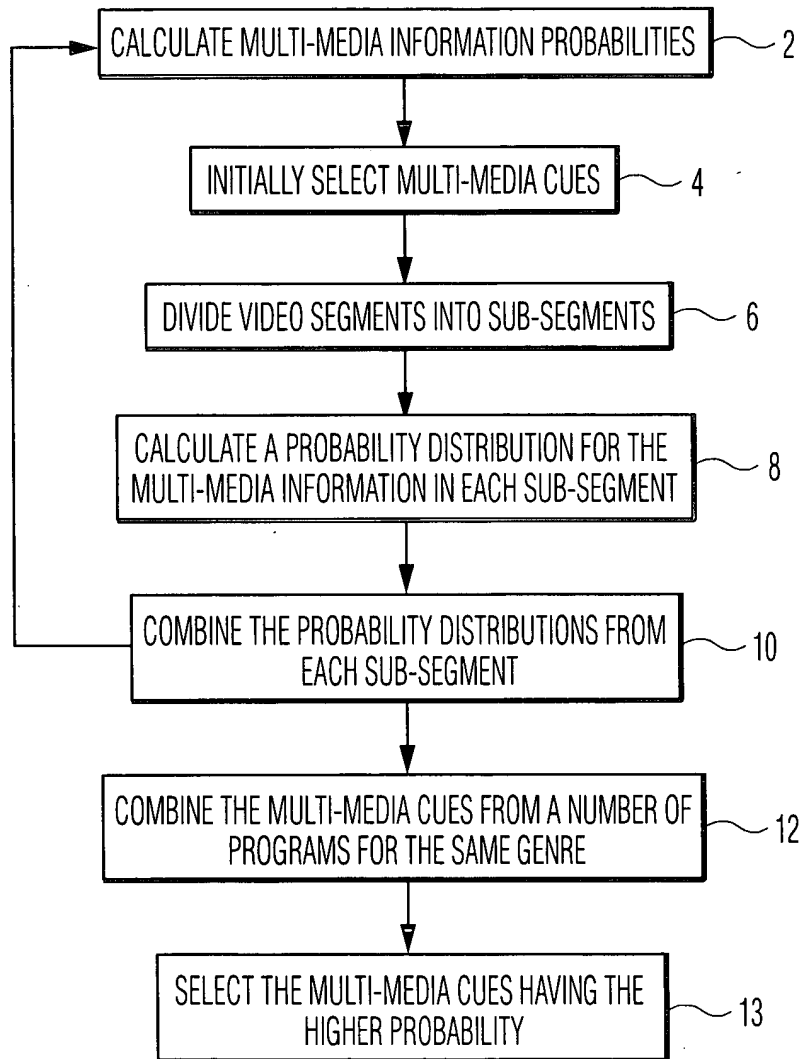 CALCULATE MULTI-MEDIA INFORMATION PROBABILITIES
2
INITIALLY SELECT MULTI-MEDIA CUES
4
DIVIDE VIDEO SEGMENTS INTO SUB-SEGMENTS
6
CALCULATE A PROBABILITY DISTRIBUTION FOR THE
MULTI-MEDIA INFORMATION IN EACH SUB-SEGMENT
8
COMBINE THE PROBABILITY DISTRIBUTIONS FROM
EACH SUB-SEGMENT
10
COMBINE THE MULTI-MEDIA CUES FROM A NUMBER OF
PROGRAMS FOR THE SAME GENRE
12
SELECT THE MULTI-MEDIA CUES HAVING THE
HIGHER PROBABILITY
13